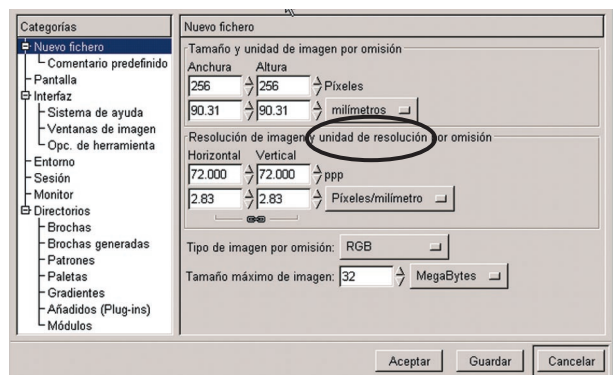 Categorías
Nuevo fichero
Comentario predefinido
Pantalla
Interfaz
Sistema de ayuda
Ventanas de imagen
Opc. de herramienta
Entorno
Sesión
Monitor
Directorios
Brochas
Brochas generadas
Patrones
Paletas
Gradientes
Añadidos (Plug-ins)
Módulos
Nuevo fichero
Tamaño y unidad de imagen por omisión
Anchura Altura
256 256 Píxeles
90.31 90.31 milímetros
Resolución de imagen y unidad de resolución por omisión
Horizontal Vertical
72.000 72.000 ppp
2.83 2.83 Píxeles/milímetro
Tipo de imagen por omisión: RGB
Tamaño máximo de imagen: 32 MegaBytes
Aceptar Guardar Cancelar